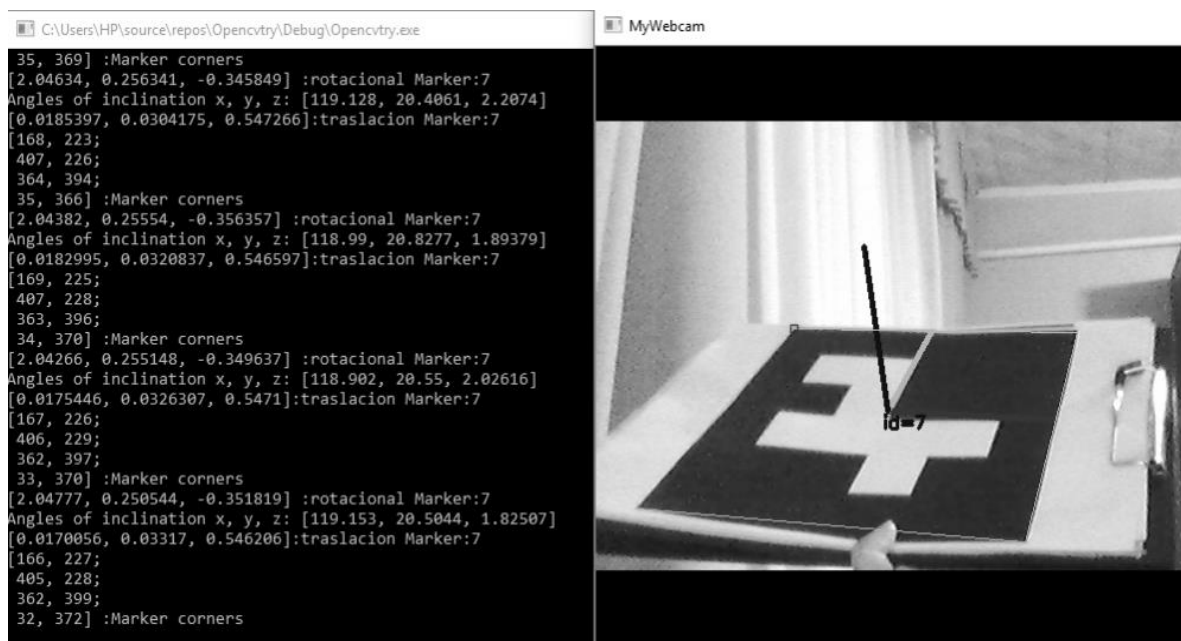 C:\Users\HP\source\repos\Opencvtry\Debug\Opencvtry.exe
35, 369] :Marker corners
[2.04634, 0.256341, -0.345849] :rotacional Marker:7
Angles of inclination x, y, z: [119.128, 20.4061, 2.2074]
[0.0185397, 0.0304175, 0.547266]:traslacion Marker:7
[168, 223;
407, 226;
364, 394;
35, 366] :Marker corners
[2.04382, 0.25554, -0.356357] :rotacional Marker:7
Angles of inclination x, y, z: [118.99, 20.8277, 1.89379]
[0.0182995, 0.0320837, 0.546597]:traslacion Marker:7
[169, 225;
407, 228;
363, 396;
34, 370] :Marker corners
[2.04266, 0.255148, -0.349637] :rotacional Marker:7
Angles of inclination x, y, z: [118.902, 20.55, 2.02616]
[0.0175446, 0.0326307, 0.5471]:traslacion Marker:7
[167, 226;
406, 229;
362, 397;
33, 370] :Marker corners
[2.04777, 0.250544, -0.351819] :rotacional Marker:7
Angles of inclination x, y, z: [119.153, 20.5044, 1.82507]
[0.0170056, 0.03317, 0.546206]:traslacion Marker:7
[166, 227;
405, 228;
362, 399;
32, 372] :Marker corners
MyWebcam
id=7